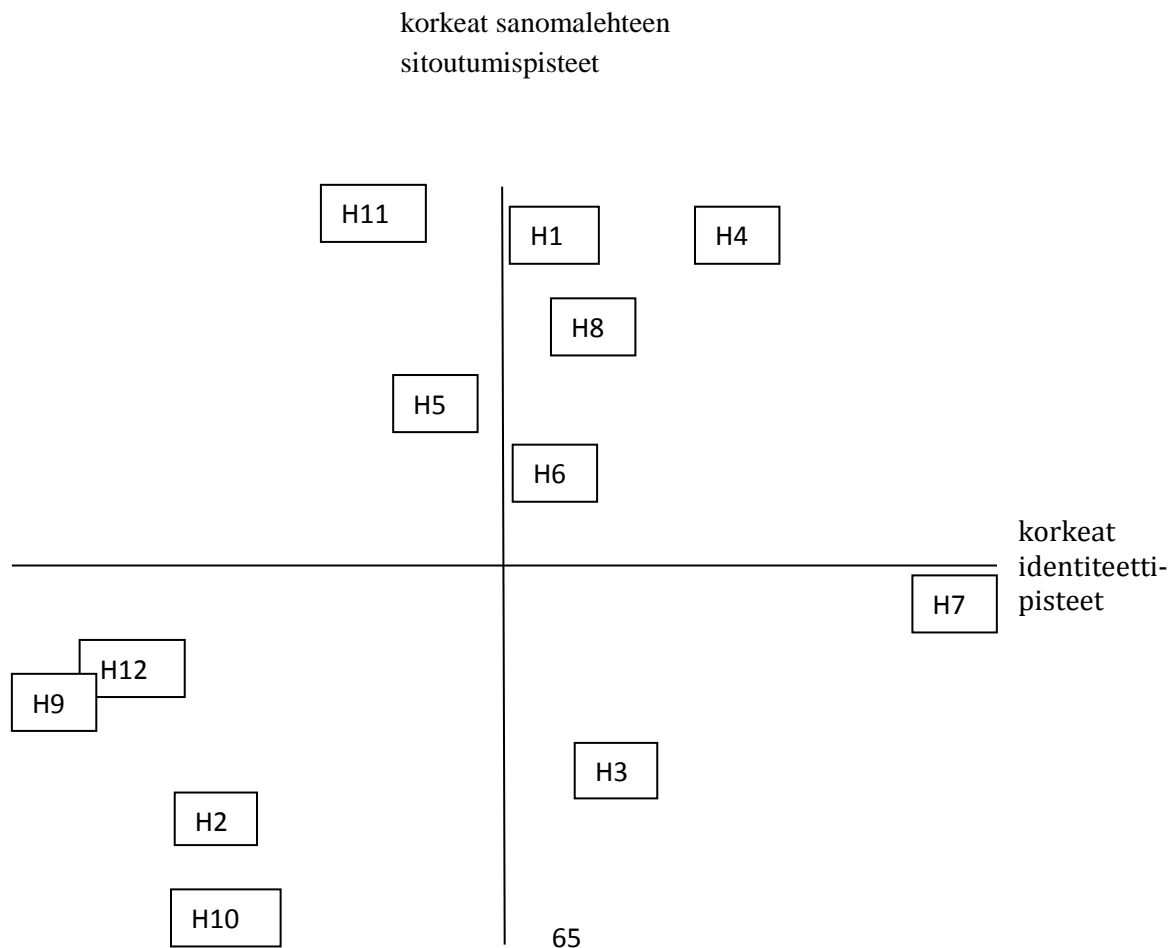 korkeat sanomalehteen
sitoutumispisteet
H11
H1
H4
H8
H5
H6
korkeat
identiteetti-
pisteet
H7
H12
H9
H3
H2
H10
65